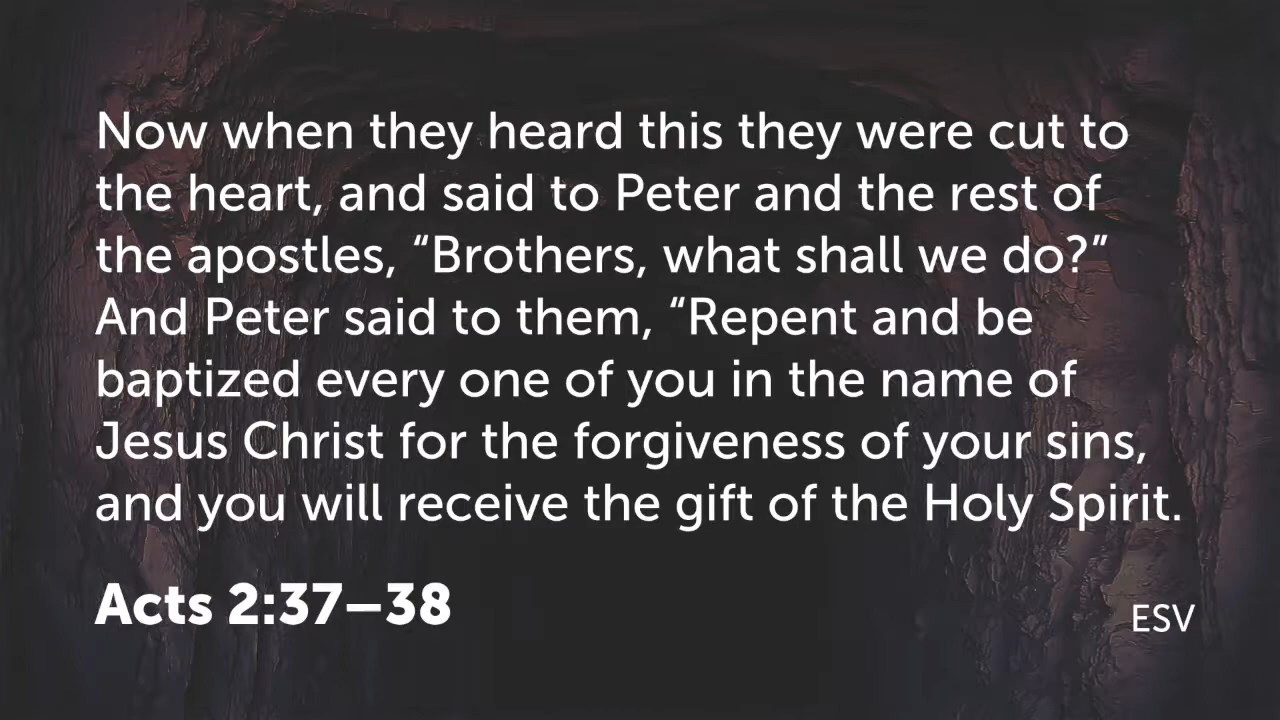 Now when they heard this they were cut to
the heart, and said to Peter and the rest of
the apostles, “Brothers, what shall we do?”
And Peter said to them, “Repent and be
baptized every one of you in the name of
Jesus Christ for the forgiveness of your sins,
and you will receive the gift of the Holy Spirit.
Acts 2:37–38
ESV